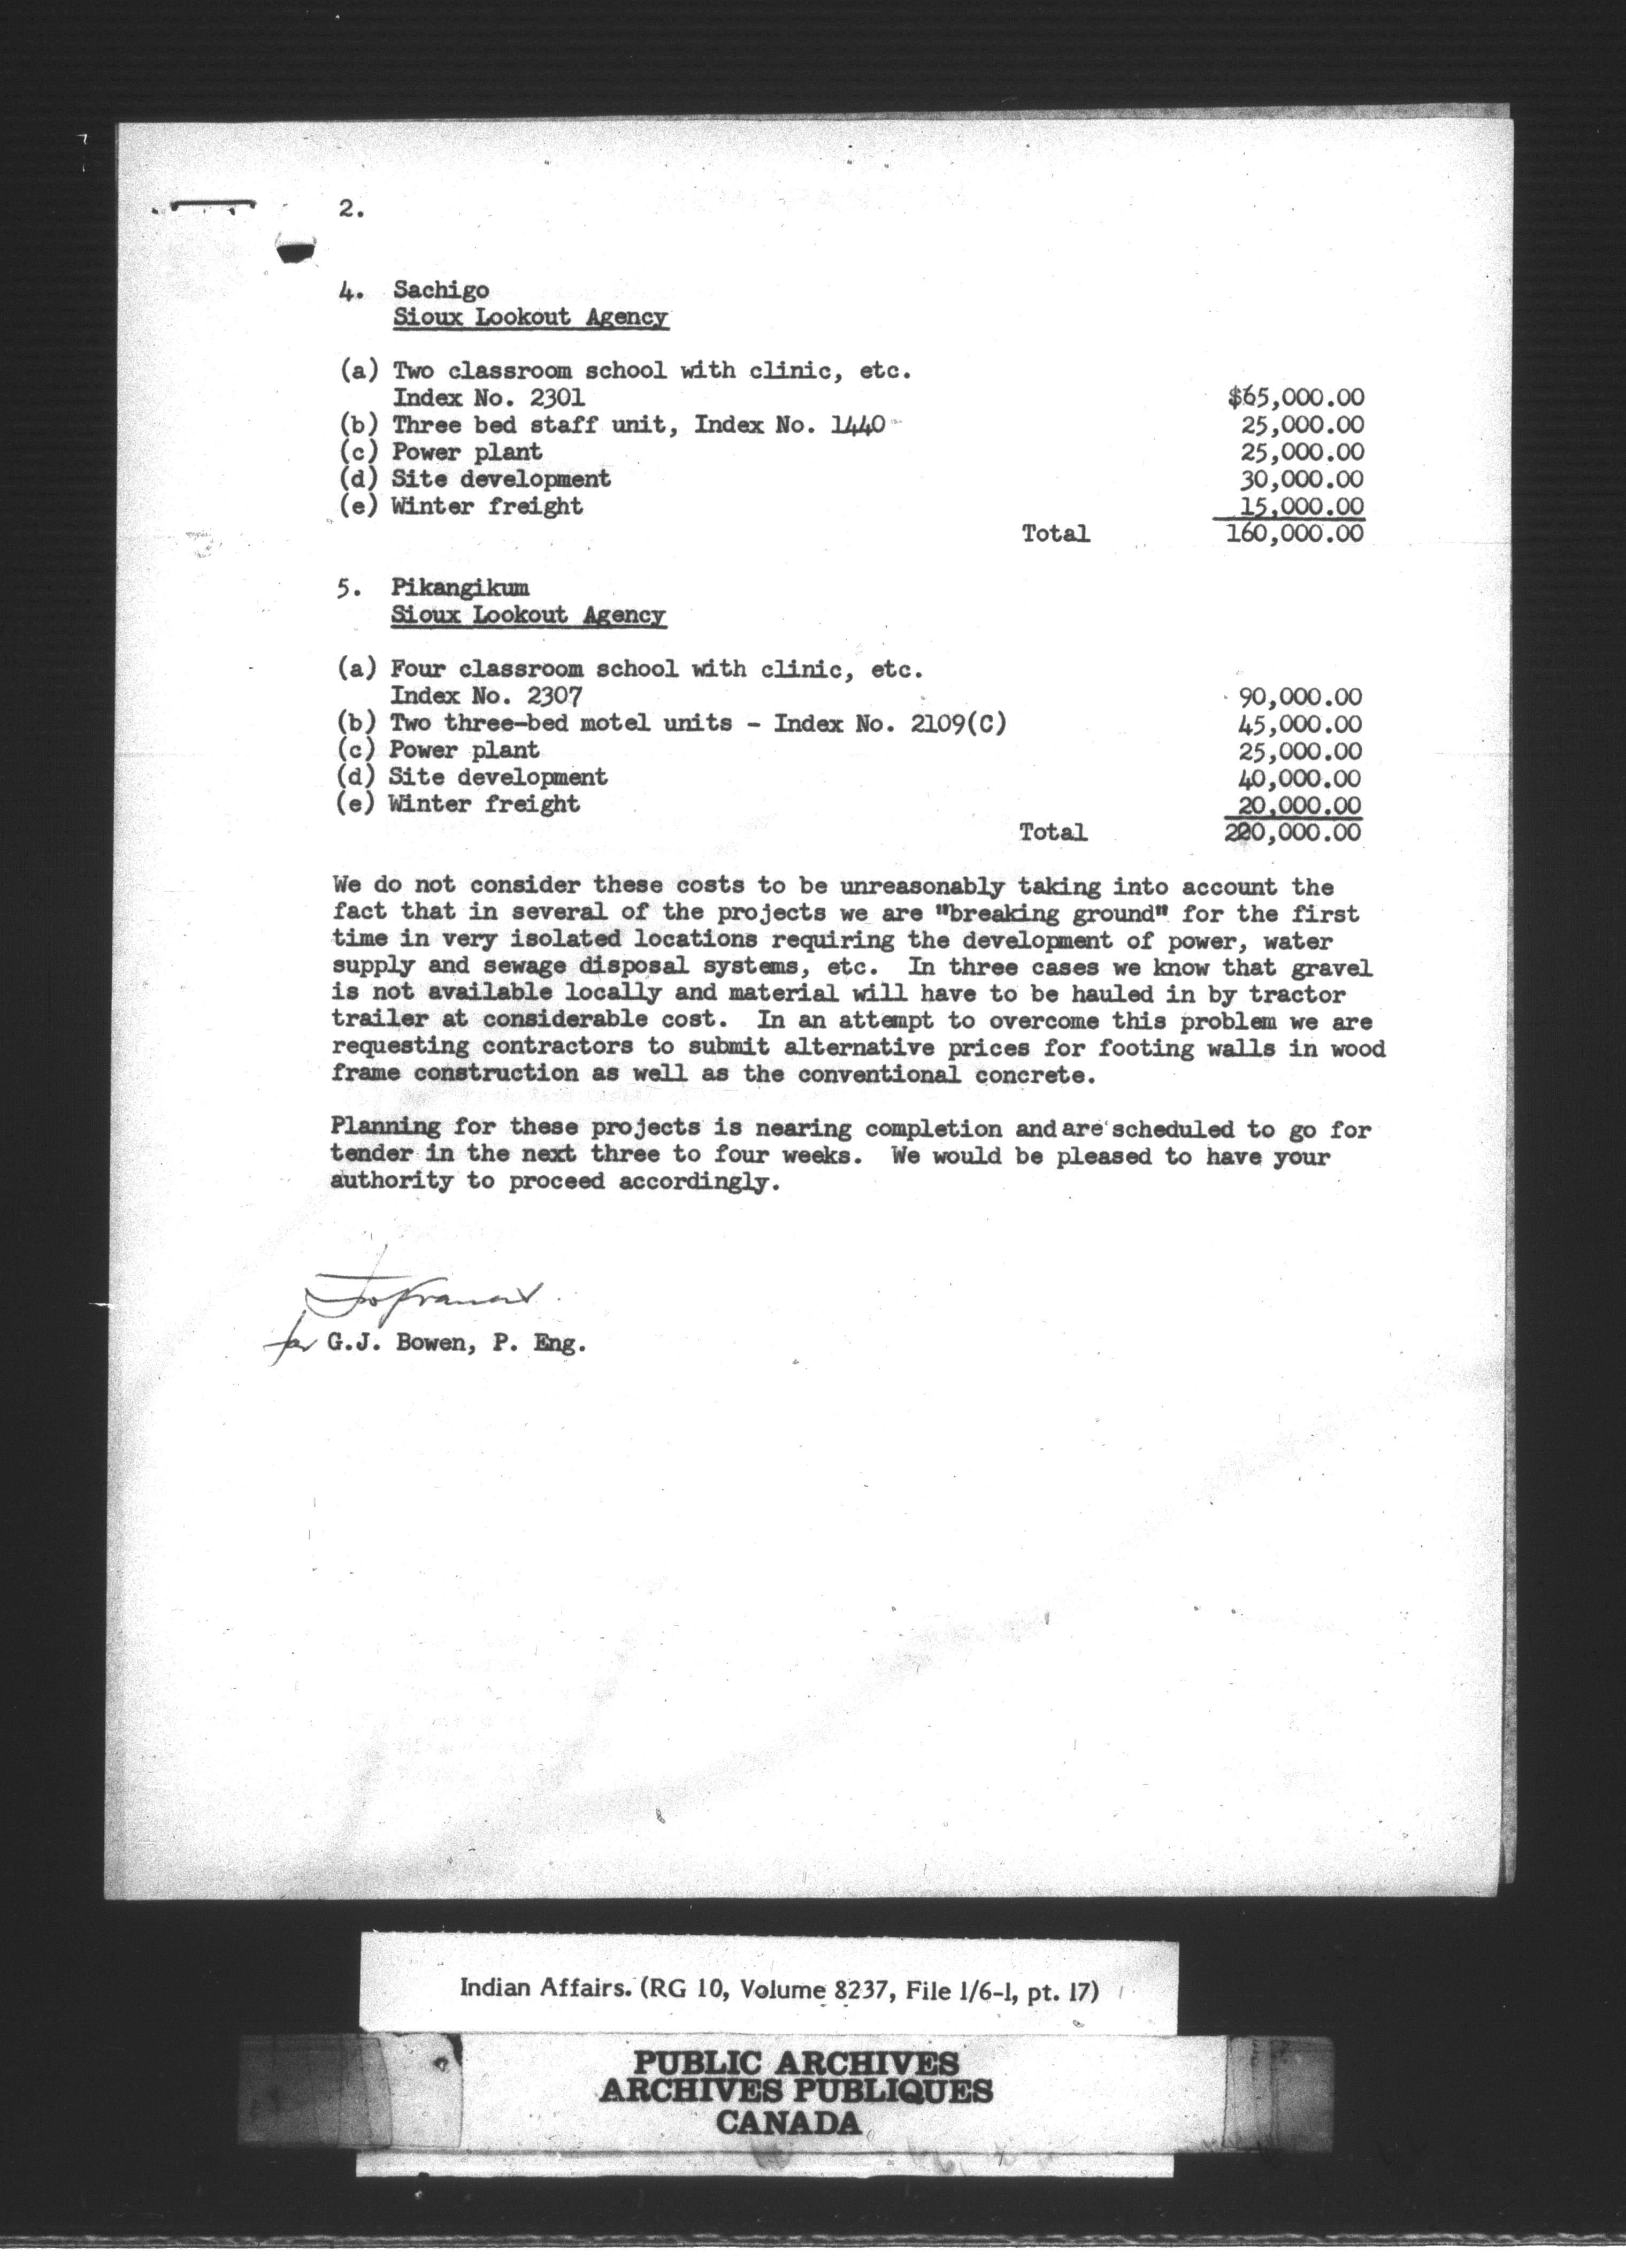 2.
4. Sachigo
Sioux Lookout Agency
(a) Two classroom school with clinic, etc.
Index No. 2301 $65,000.00
(b) Three bed staff unit, Index No. 1440 25,000.00
(c) Power plant 25,000.00
(d) Site development 30,000.00
(e) Winter freight 15,000.00
Total 160,000.00
5. Pikangikum
Sioux Lookout Agency
(a) Four classroom school with clinic, etc.
Index No. 2307 90,000.00
(b) Two three-bed motel units - Index No. 2109(C) 45,000.00
(c) Power plant 25,000.00
(d) Site development 40,000.00
(e) Winter freight 20,000.00
Total 220,000.00
We do not consider these costs to be unreasonably taking into account the
fact that in several of the projects we are "breaking ground" for the first
time in very isolated locations requiring the development of power, water
supply and sewage disposal systems, etc. In three cases we know that gravel
is not available locally and material will have to be hauled in by tractor
trailer at considerable cost. In an attempt to overcome this problem we are
requesting contractors to submit alternative prices for footing walls in wood
frame construction as well as the conventional concrete.
Planning for these projects is nearing completion and are scheduled to go for
tender in the next three to four weeks. We would be pleased to have your
authority to proceed accordingly.
for G.J. Bowen, P. Eng.
Indian Affairs. (RG 10, Volume 8237, File 1/6-1, pt. 17)
PUBLIC ARCHIVES
ARCHIVES PUBLIQUES
CANADA